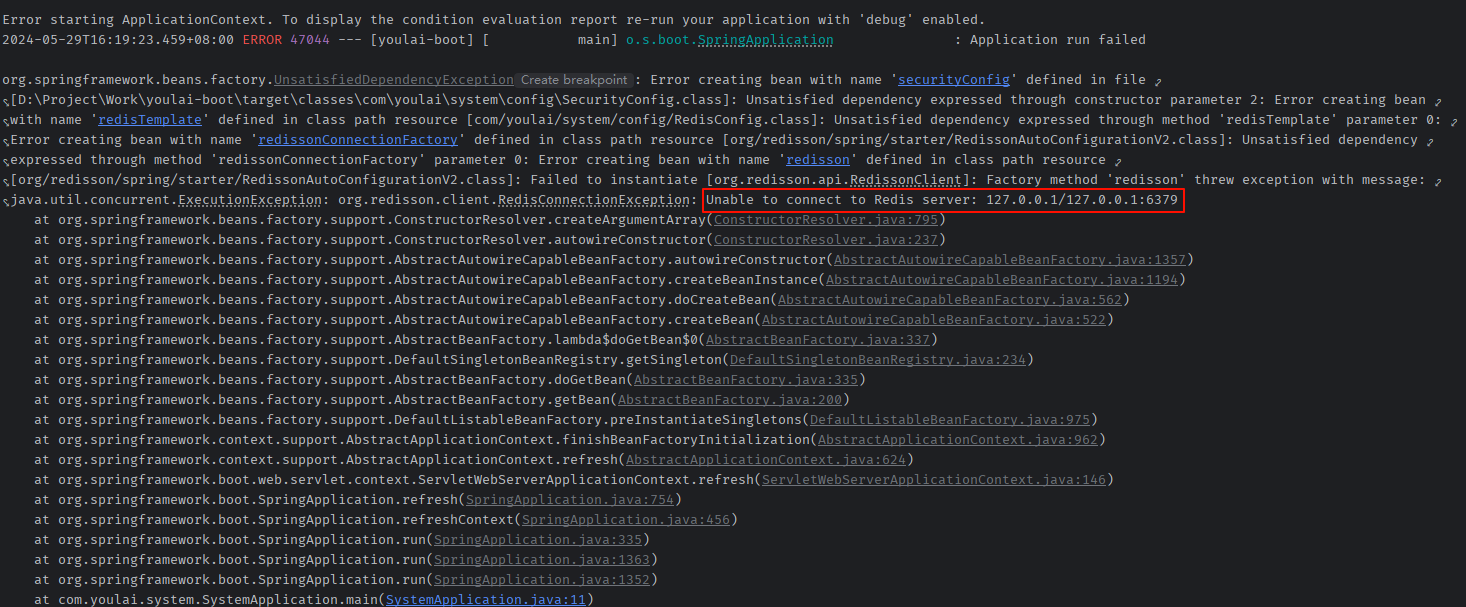 Error starting ApplicationContext. To display the condition evaluation report re-run your application with 'debug' enabled.
2024-05-29T16:19:23.459+08:00 ERROR 47044 --- [youlai-boot] [           main] o.s.boot.SpringApplication               : Application run failed
org.springframework.beans.factory.UnsatisfiedDependencyException Create breakpoint : Error creating bean with name 'securityConfig' defined in file
[D:\Project\Work\youlai-boot\target\classes\com\youlai\system\config\SecurityConfig.class]: Unsatisfied dependency expressed through constructor parameter 2: Error creating bean
with name 'redisTemplate' defined in class path resource [com/youlai/system/config/RedisConfig.class]: Unsatisfied dependency expressed through method 'redisTemplate' parameter 0:
Error creating bean with name 'redissonConnectionFactory' defined in class path resource [org/redisson/spring/starter/RedissonAutoConfigurationV2.class]: Unsatisfied dependency
expressed through method 'redissonConnectionFactory' parameter 0: Error creating bean with name 'redisson' defined in class path resource
[org/redisson/spring/starter/RedissonAutoConfigurationV2.class]: Failed to instantiate [org.redisson.api.RedissonClient]: Factory method 'redisson' threw exception with message:
java.util.concurrent.ExecutionException: org.redisson.client.RedisConnectionException: Unable to connect to Redis server: 127.0.0.1/127.0.0.1:6379
at org.springframework.beans.factory.support.ConstructorResolver.createArgumentArray(ConstructorResolver.java:795)
at org.springframework.beans.factory.support.ConstructorResolver.autowireConstructor(ConstructorResolver.java:237)
at org.springframework.beans.factory.support.AbstractAutowireCapableBeanFactory.autowireConstructor(AbstractAutowireCapableBeanFactory.java:1357)
at org.springframework.beans.factory.support.AbstractAutowireCapableBeanFactory.createBeanInstance(AbstractAutowireCapableBeanFactory.java:1194)
at org.springframework.beans.factory.support.AbstractAutowireCapableBeanFactory.doCreateBean(AbstractAutowireCapableBeanFactory.java:562)
at org.springframework.beans.factory.support.AbstractAutowireCapableBeanFactory.createBean(AbstractAutowireCapableBeanFactory.java:522)
at org.springframework.beans.factory.support.AbstractBeanFactory.lambda$doGetBean$0(AbstractBeanFactory.java:337)
at org.springframework.beans.factory.support.DefaultSingletonBeanRegistry.getSingleton(DefaultSingletonBeanRegistry.java:234)
at org.springframework.beans.factory.support.AbstractBeanFactory.doGetBean(AbstractBeanFactory.java:335)
at org.springframework.beans.factory.support.AbstractBeanFactory.getBean(AbstractBeanFactory.java:200)
at org.springframework.beans.factory.support.DefaultListableBeanFactory.preInstantiateSingletons(DefaultListableBeanFactory.java:975)
at org.springframework.context.support.AbstractApplicationContext.finishBeanFactoryInitialization(AbstractApplicationContext.java:962)
at org.springframework.context.support.AbstractApplicationContext.refresh(AbstractApplicationContext.java:624)
at org.springframework.boot.web.servlet.context.ServletWebServerApplicationContext.refresh(ServletWebServerApplicationContext.java:146)
at org.springframework.boot.SpringApplication.refresh(SpringApplication.java:754)
at org.springframework.boot.SpringApplication.refreshContext(SpringApplication.java:456)
at org.springframework.boot.SpringApplication.run(SpringApplication.java:335)
at org.springframework.boot.SpringApplication.run(SpringApplication.java:1363)
at org.springframework.boot.SpringApplication.run(SpringApplication.java:1352)
at com.youlai.system.SystemApplication.main(SystemApplication.java:11)